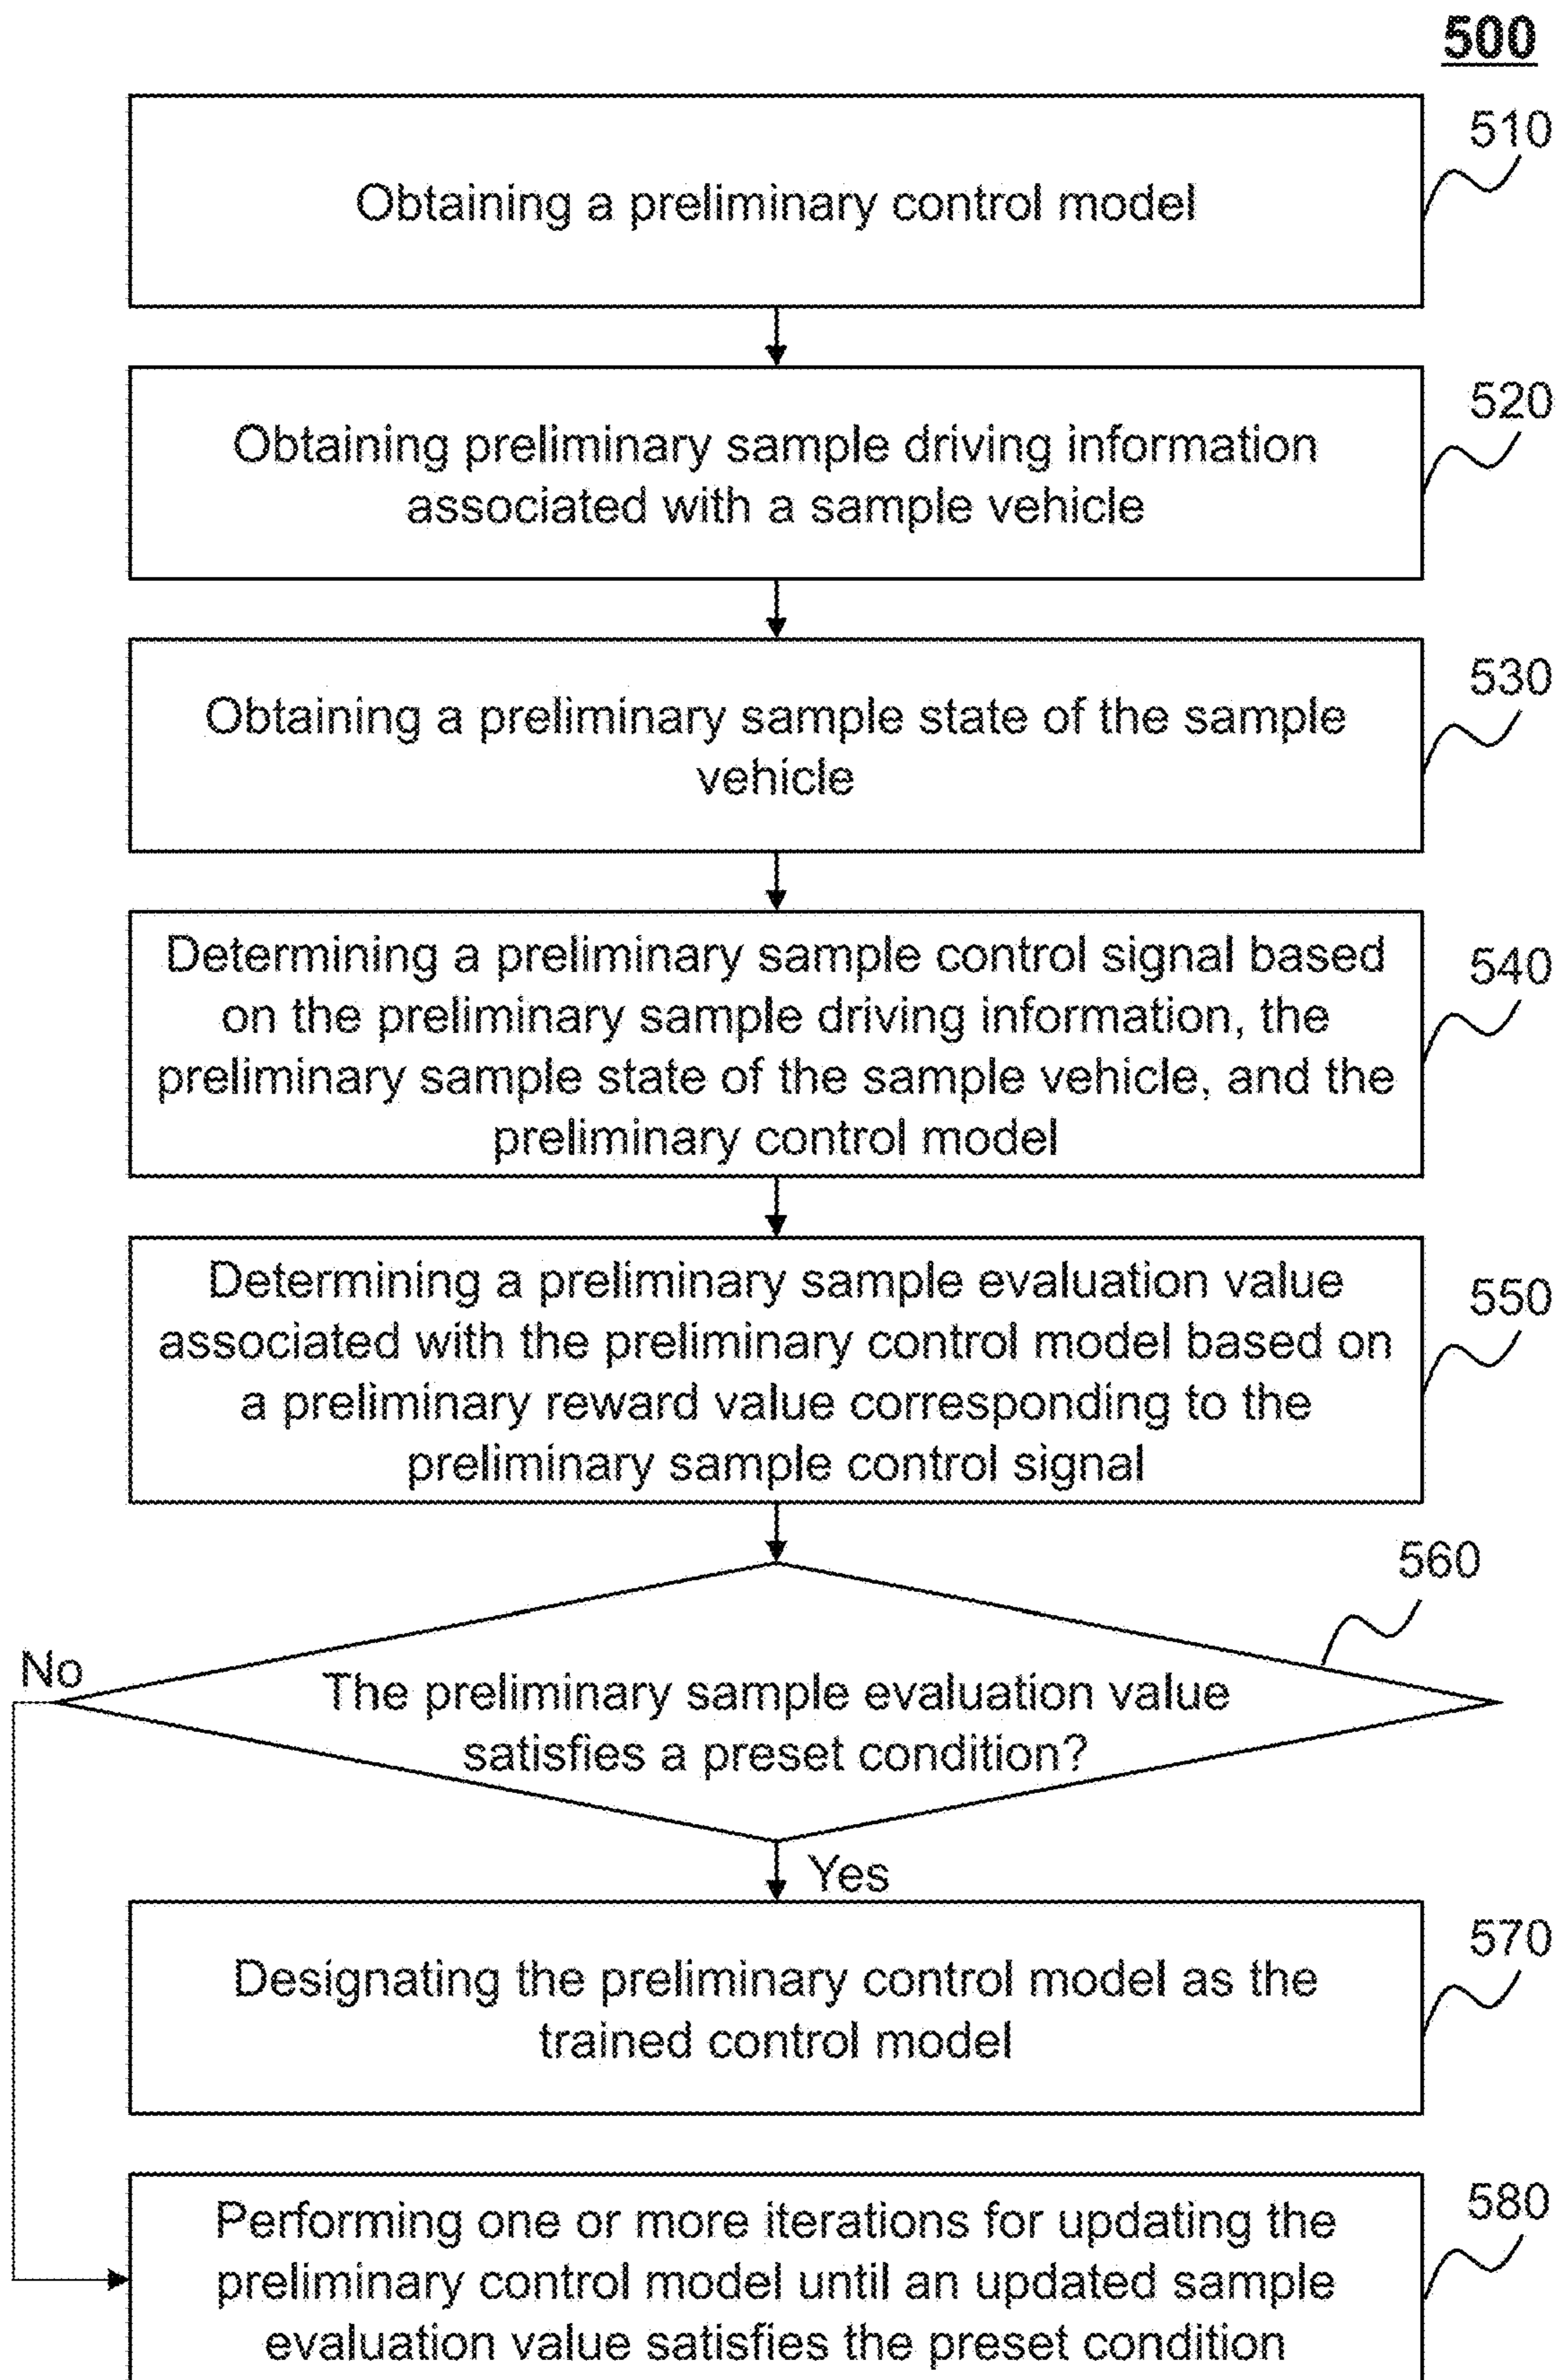 500
510
Obtaining a preliminary control model
520
Obtaining preliminary sample driving information
associated with a sample vehicle
530
Obtaining a preliminary sample state of the sample
vehicle
540
Determining a preliminary sample control signal based
on the preliminary sample driving information, the
preliminary sample state of the sample vehicle, and the
preliminary control model
550
Determining a preliminary sample evaluation value
associated with the preliminary control model based on
a preliminary reward value corresponding to the
preliminary sample control signal
560
No
The preliminary sample evaluation value
satisfies a preset condition?
Yes
570
Designating the preliminary control model as the
trained control model
580
Performing one or more iterations for updating the
preliminary control model until an updated sample
evaluation value satisfies the preset condition